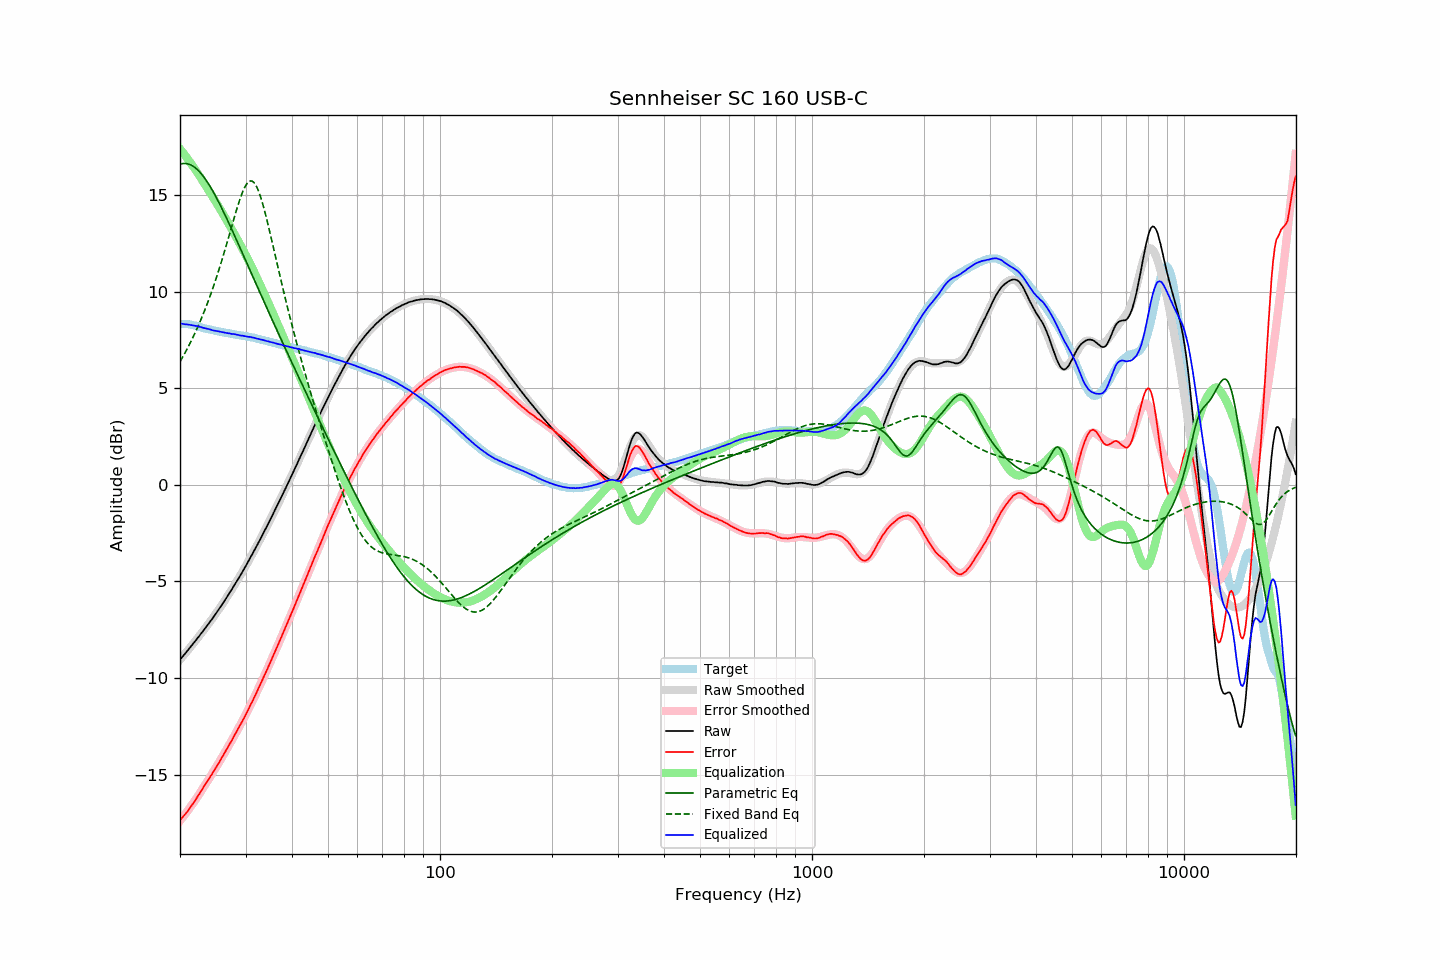 Sennheiser SC 160 USB-C
Amplitude (dBr)
15
10
5
0
−5
−10
−15
Target
Raw Smoothed
Error Smoothed
Raw
Error
Equalization
Parametric Eq
Fixed Band Eq
Equalized
100
1000
10000
Frequency (Hz)